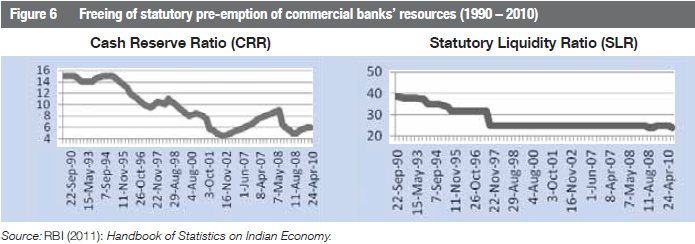 Figure 6 Freeing of statutory pre-emption of commercial banks' resources (1990 – 2010)
Cash Reserve Ratio (CRR)
16
14
12
10
8
6
4
22-Sep-90
15-May-93
7-Sep-94
11-Nov-95
26-Oct-96
22-Nov-97
29-Aug-98
4-Aug-00
3-Oct-01
16-Nov-02
1-Jun-07
8-Apr-07
7-May-08
11-Aug-08
24-Apr-10
Statutory Liquidity Ratio (SLR)
50
40
30
20
22-Sep-90
15-May-93
7-Sep-94
11-Nov-95
26-Oct-96
22-Nov-97
29-Aug-98
4-Aug-00
3-Oct-01
16-Nov-02
1-Jun-07
8-Apr-07
7-May-08
11-Aug-08
24-Apr-10
Source: RBI (2011): Handbook of Statistics on Indian Economy.